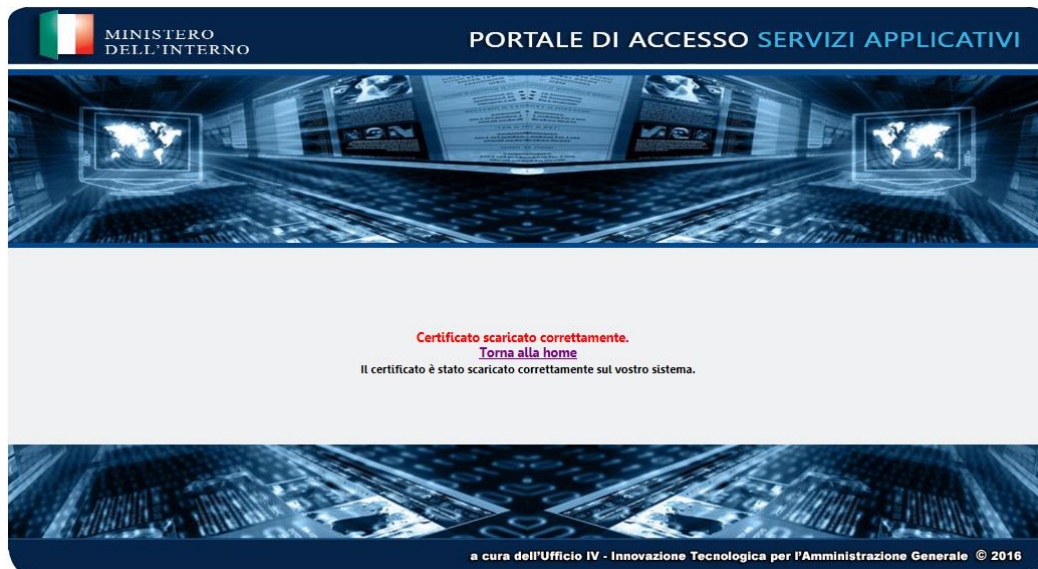 MINISTERO
DELL'INTERNO
PORTALE DI ACCESSO SERVIZI APPLICATIVI
Certificato scaricato correttamente.
Torna alla home
Il certificato è stato scaricato correttamente sul vostro sistema.
a cura dell'Ufficio IV - Innovazione Tecnologica per l'Amministrazione Generale © 2016